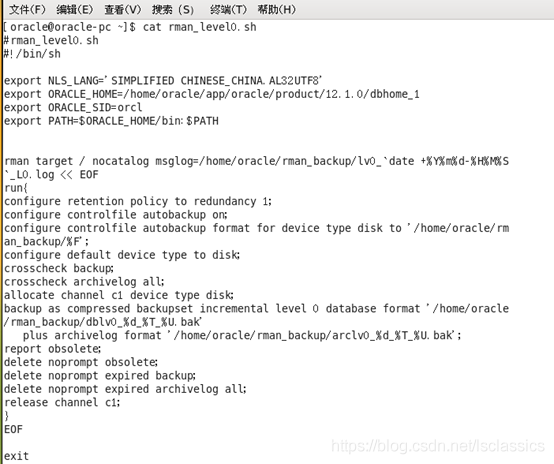 文件(F) 编辑(E) 查看(V) 搜索 (S) 终端(T) 帮助(H)
[oracle@oracle-pc ~]$ cat rman_level0.sh
#rman_level0.sh
#!/bin/sh
export NLS_LANG='SIMPLIFIED CHINESE_CHINA.AL32UTF8'
export ORACLE_HOME=/home/oracle/app/oracle/product/12.1.0/dbhome_1
export ORACLE_SID=orcl
export PATH=$ORACLE_HOME/bin:$PATH
rman target / nocatalog msglog=/home/oracle/rman_backup/lv0_`date +%Y%m%d-%H%M%S
`_L0.log << EOF
run{
configure retention policy to redundancy 1;
configure controlfile autobackup on;
configure controlfile autobackup format for device type disk to '/home/oracle/rm
an_backup/%F';
configure default device type to disk;
crosscheck backup;
crosscheck archivelog all;
allocate channel c1 device type disk;
backup as compressed backupset incremental level 0 database format '/home/oracle
/rman_backup/dblv0_%d_%T_%U.bak'
plus archivelog format '/home/oracle/rman_backup/arclv0_%d_%T_%U.bak';
report obsolete;
delete noprompt obsolete;
delete noprompt expired backup;
delete noprompt expired archivelog all;
release channel c1;
}
EOF
exit
https://blog.csdn.net/lsclassics